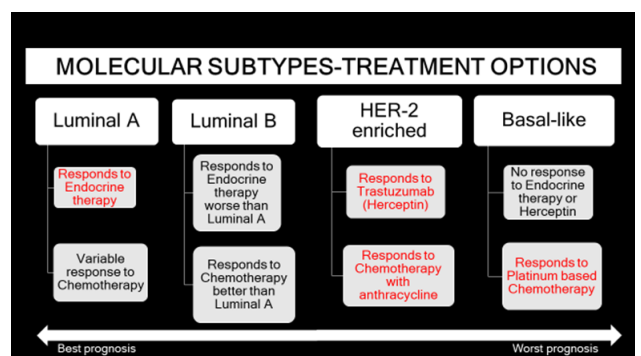 MOLECULAR SUBTYPES-TREATMENT OPTIONS
Luminal A
Responds to
Endocrine
therapy
Variable
response to
Chemotherapy
Luminal B
Responds to
Endocrine
therapy
worse than
Luminal A
Responds to
Chemotherapy
better than
Luminal A
HER-2
enriched
Responds to
Trastuzumab
(Herceptin)
Responds to
Chemotherapy
with
anthracycline
Basal-like
No response
to Endocrine
therapy or
Herceptin
Responds to
Platinum based
Chemotherapy
Best prognosis
Worst prognosis